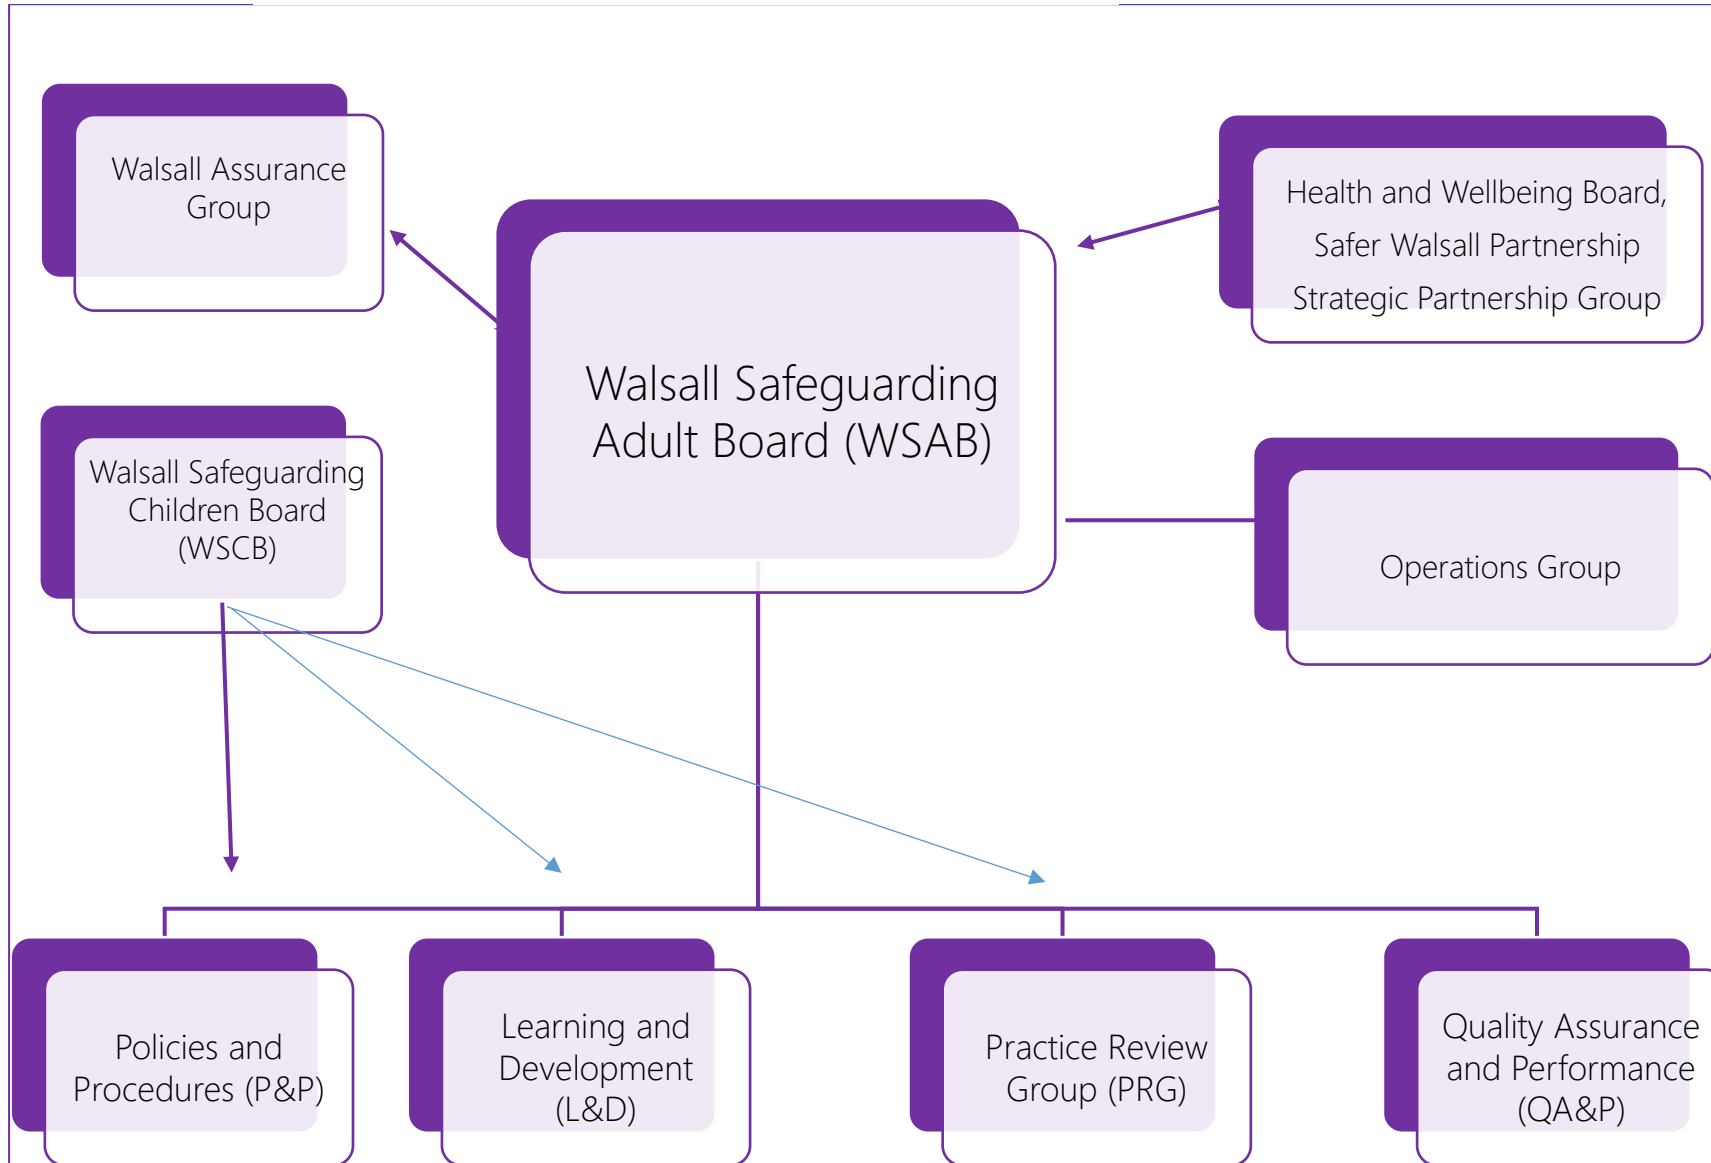 Walsall Assurance
Group
Health and Wellbeing Board,
Safer Walsall Partnership
Strategic Partnership Group
Walsall Safeguarding
Adult Board (WSAB)
Walsall Safeguarding
Children Board
(WSCB)
Operations Group
Policies and
Procedures (P&P)
Learning and
Development
(L&D)
Practice Review
Group (PRG)
Quality Assurance
and Performance
(QA&P)